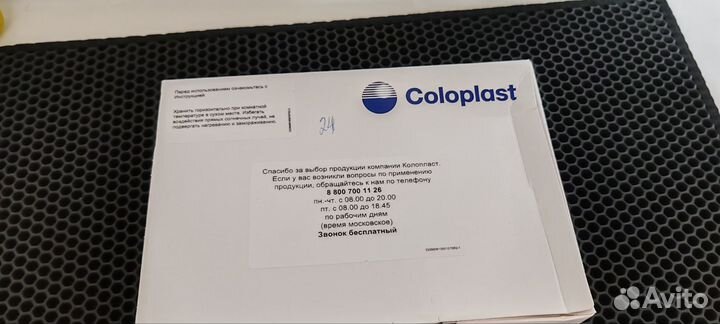 Перед использованием ознакомьтесь с
Инструкцией
Хранить горизонтально при комнатной
температуре в сухом месте. Избегать
воздействия прямых солнечных лучей, не
подвергать нагреванию и замораживанию.
Coloplast
24
Спасибо за выбор продукции компании Колопласт.
Если у вас возникли вопросы по применению
продукции, обращайтесь к нам по телефону
8 800 700 11 26
пн.-чт. с 08.00 до 20.00
пт. с 08.00 до 18.45
по рабочим дням
(время московское)
Звонок бесплатный
Avito